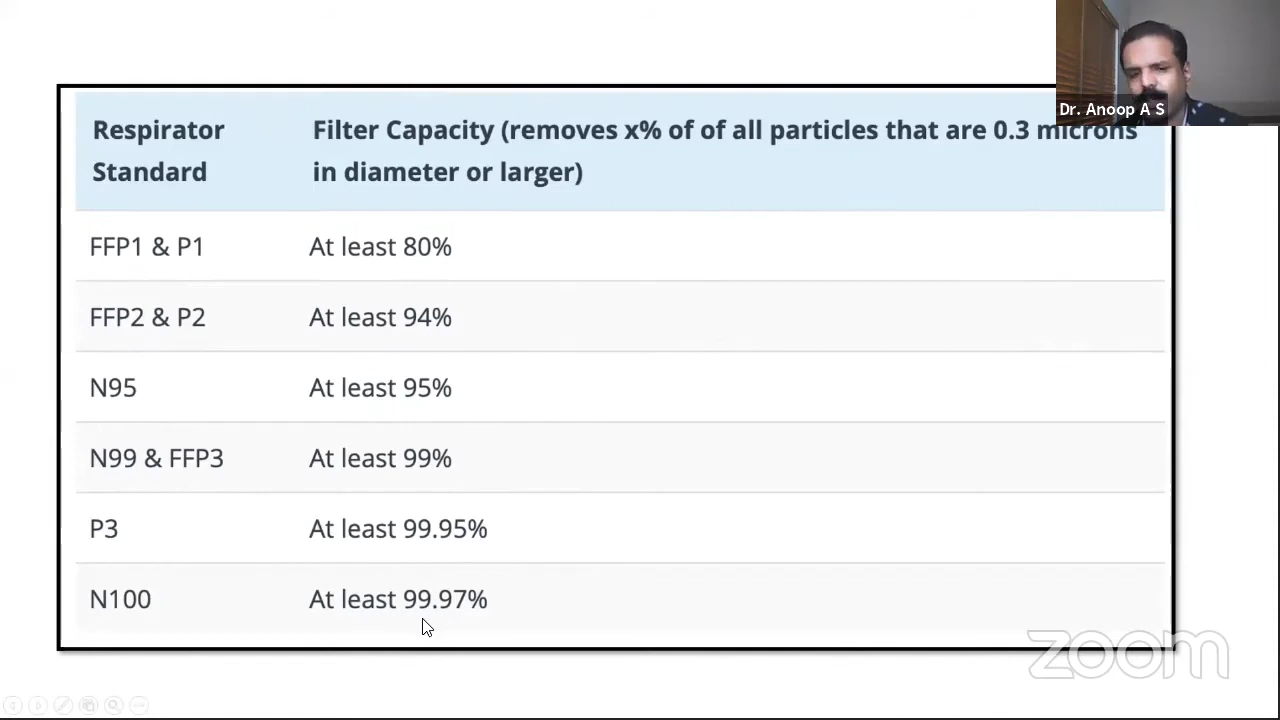 Dr. Anoop A S
Respirator Standard
Filter Capacity (removes x% of of all particles that are 0.3 microns
in diameter or larger)
FFP1 & P1 At least 80%
FFP2 & P2 At least 94%
N95 At least 95%
N99 & FFP3 At least 99%
P3 At least 99.95%
N100 At least 99.97%
zoom